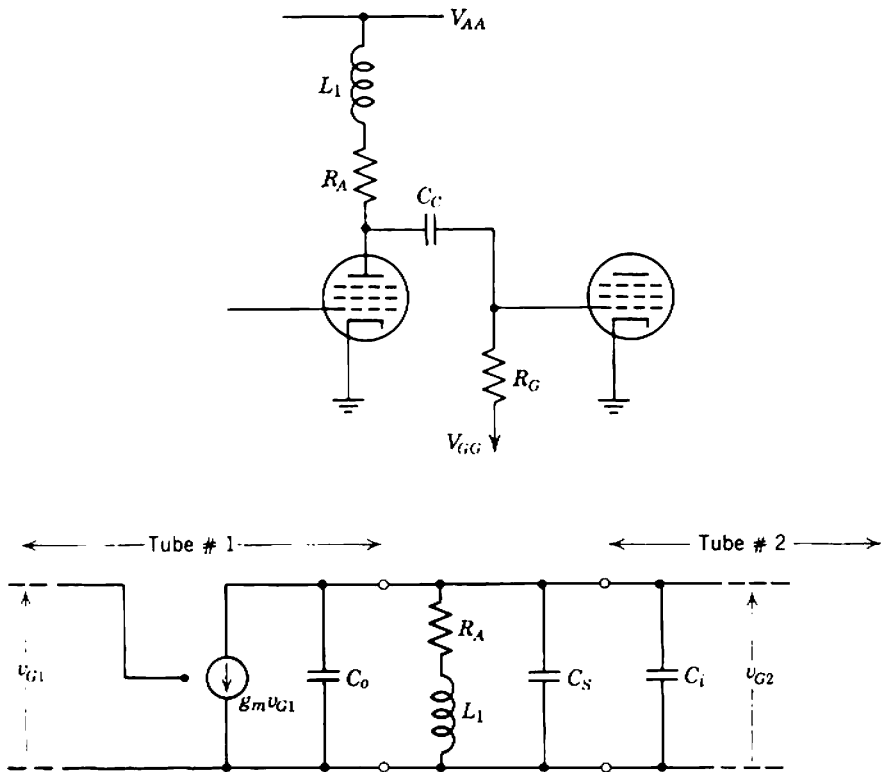 V_AA
L_1
R_A
C_C
R_G
V_GG
Tube # 1
Tube # 2
v_G1
g_m v_G1
C_o
R_A
L_1
C_S
C_i
v_G2